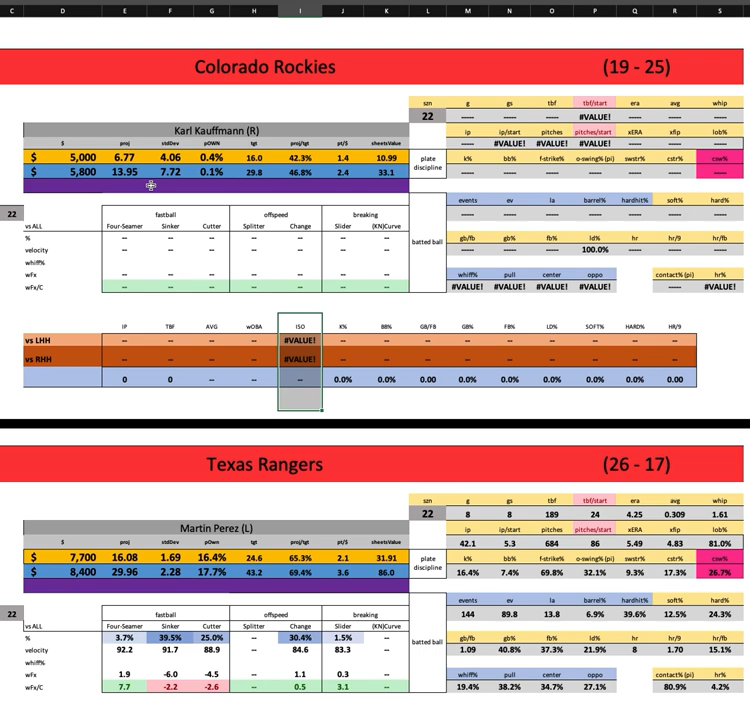 C D E F G H I J K L M N O P Q R S
Colorado Rockies (19 - 25)
szn g gs tbf tbf/start era avg whip
22 ----- ----- ----- #VALUE! ----- ----- -----
Karl Kauffmann (R) ip ip/start pitches pitches/start xERA xfip lob%
$ proj stdDev pOWN tgt proj/tgt pt/$ sheetsValue ----- #VALUE! #VALUE! #VALUE! ----- ----- -----
$ 5,000 6.77 4.06 0.4% 16.0 42.3% 1.4 10.99 plate discipline k% bb% f-strike% o-swing% (pi) swstr% cstr% csw%
$ 5,800 13.95 7.72 0.1% 29.8 46.8% 2.4 33.1 ----- ----- ----- ----- ----- ----- -----
events ev la barrel% hardhit% soft% hard%
22 fastball offspeed breaking ----- ----- ----- ----- ----- ----- -----
vs ALL Four-Seamer Sinker Cutter Splitter Change Slider (KN)Curve
% -- -- -- -- -- -- -- batted ball gb/fb gb% fb% ld% hr hr/9 hr/fb
velocity -- -- -- -- -- -- -- ----- ----- ----- 100.0% ----- ----- -----
whiff%
wFx -- -- -- -- -- -- -- whiff% pull center oppo contact% (pi) hr%
wFx/C -- -- -- -- -- -- -- #VALUE! #VALUE! #VALUE! #VALUE! ----- #VALUE!
IP TBF AVG wOBA ISO K% BB% GB/FB GB% FB% LD% SOFT% HARD% HR/9
vs LHH -- -- -- -- #VALUE! -- -- -- -- -- -- -- -- --
vs RHH -- -- -- -- #VALUE! -- -- -- -- -- -- -- -- --
0 0 -- -- -- 0.0% 0.0% 0.00 0.0% 0.0% 0.0% 0.0% 0.0% 0.00
Texas Rangers (26 - 17)
szn g gs tbf tbf/start era avg whip
22 8 8 189 24 4.25 0.309 1.61
Martin Perez (L) ip ip/start pitches pitches/start xERA xfip lob%
$ proj stdDev pOwn tgt proj/tgt pt/$ sheetsValue 42.1 5.3 684 86 5.49 4.83 81.0%
$ 7,700 16.08 1.69 16.4% 24.6 65.3% 2.1 31.91 plate discipline k% bb% f-strike% o-swing% (pi) swstr% cstr% csw%
$ 8,400 29.96 2.28 17.7% 43.2 69.4% 3.6 86.0 16.4% 7.4% 69.8% 32.1% 9.3% 17.3% 26.7%
events ev la barrel% hardhit% soft% hard%
22 fastball offspeed breaking 144 89.8 13.8 6.9% 39.6% 12.5% 24.3%
vs ALL Four-Seamer Sinker Cutter Splitter Change Slider (KN)Curve
% 3.7% 39.5% 25.0% -- 30.4% 1.5% -- batted ball gb/fb gb% fb% ld% hr hr/9 hr/fb
velocity 92.2 91.7 88.9 -- 84.6 83.3 -- 1.09 40.8% 37.3% 21.9% 8 1.70 15.1%
whiff%
wFx 1.9 -6.0 -4.5 -- 1.1 0.3 -- whiff% pull center oppo contact% (pi) hr%
wFx/C 7.7 -2.2 -2.6 -- 0.5 3.1 -- 19.4% 38.2% 34.7% 27.1% 80.9% 4.2%